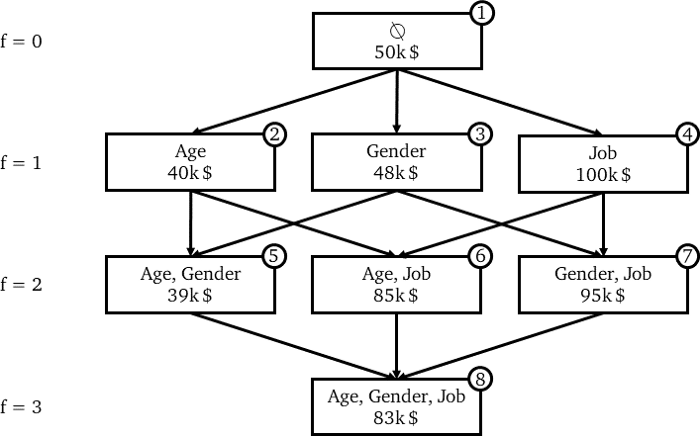 1
f = 0
∅
50k $
2
3
4
f = 1
Age
40k $
Gender
48k $
Job
100k $
5
6
7
f = 2
Age, Gender
39k $
Age, Job
85k $
Gender, Job
95k $
8
f = 3
Age, Gender, Job
83k $